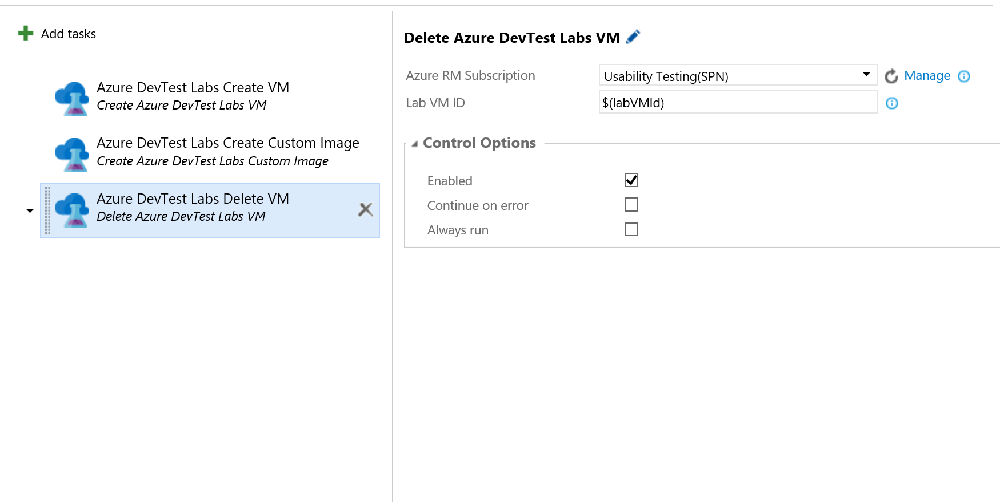 Add tasks
Azure DevTest Labs Create VM
Create Azure DevTest Labs VM
Azure DevTest Labs Create Custom Image
Create Azure DevTest Labs Custom Image
Azure DevTest Labs Delete VM
Delete Azure DevTest Labs VM
Delete Azure DevTest Labs VM
Azure RM Subscription Usability Testing(SPN) Manage
Lab VM ID $(labVMId)
Control Options
Enabled
Continue on error
Always run